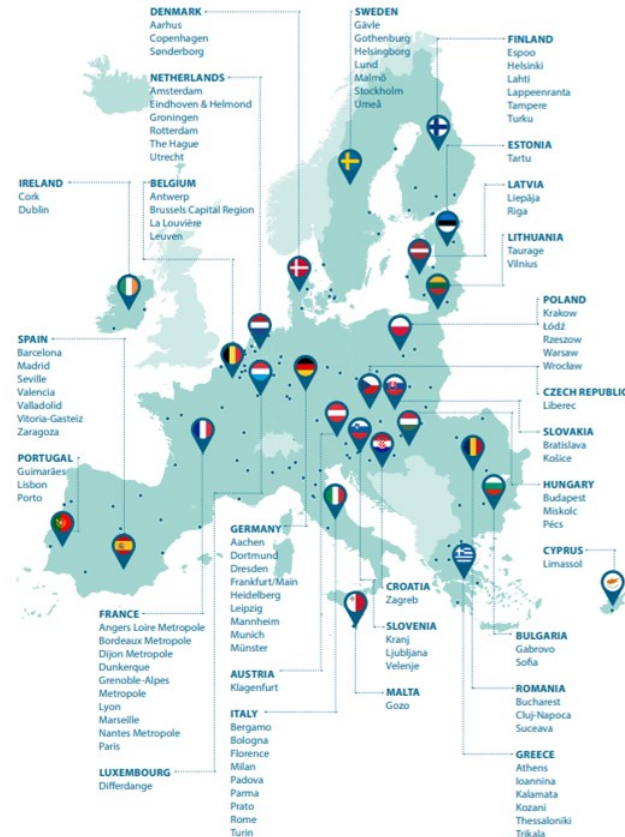 DENMARK
Aarhus
Copenhagen
Sønderborg
NETHERLANDS
Amsterdam
Eindhoven & Helmond
Groningen
Rotterdam
The Hague
Utrecht
SWEDEN
Gävle
Gothenburg
Helsingborg
Lund
Malmö
Stockholm
Umeå
FINLAND
Espoo
Helsinki
Lahti
Lappeenranta
Tampere
Turku
ESTONIA
Tartu
LATVIA
Liepāja
Riga
LITHUANIA
Taurage
Vilnius
IRELAND
Cork
Dublin
BELGIUM
Antwerp
Brussels Capital Region
La Louvière
Leuven
POLAND
Krakow
Łódź
Rzeszow
Warsaw
Wrocław
CZECH REPUBLIC
Liberec
SLOVAKIA
Bratislava
Košice
HUNGARY
Budapest
Miskolc
Pécs
SPAIN
Barcelona
Madrid
Seville
Valencia
Valladolid
Vitoria-Gasteiz
Zaragoza
PORTUGAL
Guimarães
Lisbon
Porto
GERMANY
Aachen
Dortmund
Dresden
Frankfurt/Main
Heidelberg
Leipzig
Mannheim
Munich
Münster
CYPRUS
Limassol
CROATIA
Zagreb
SLOVENIA
Kranj
Ljubljana
Velenje
MALTA
Gozo
BULGARIA
Gabrovo
Sofia
ROMANIA
Bucharest
Cluj-Napoca
Suceava
FRANCE
Angers Loire Metropole
Bordeaux Metropole
Dijon Metropole
Dunkerque
Grenoble-Alpes
Metropole
Lyon
Marseille
Nantes Metropole
Paris
AUSTRIA
Klagenfurt
LUXEMBOURG
Differdange
ITALY
Bergamo
Bologna
Florence
Milan
Padova
Parma
Prato
Rome
Turin
GREECE
Athens
Ioannina
Kalamata
Kozani
Thessaloniki
Trikala